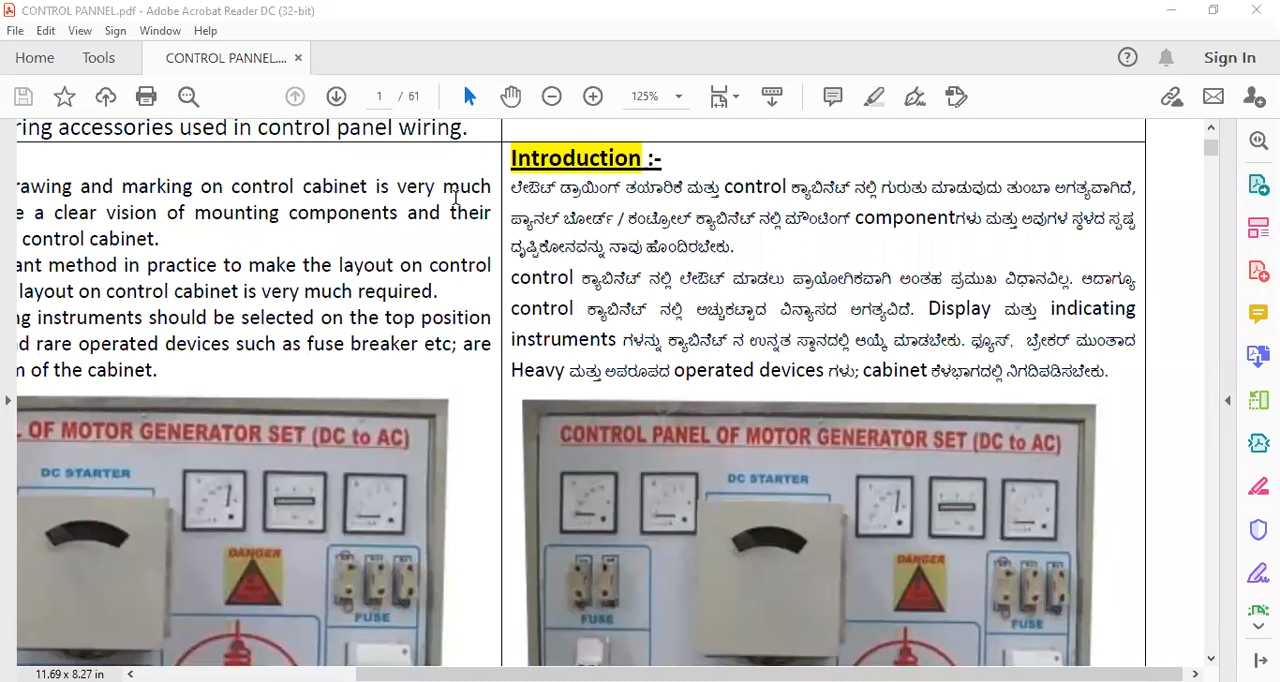 CONTROL PANNEL.pdf - Adobe Acrobat Reader DC (32-bit)
File Edit View Sign Window Help
Home Tools CONTROL PANNEL.... × Sign In
1 / 61 125%
ring accessories used in control panel wiring.
rawing and marking on control cabinet is very much
e a clear vision of mounting components and their
control cabinet.
ant method in practice to make the layout on control
layout on control cabinet is very much required.
ng instruments should be selected on the top position
d rare operated devices such as fuse breaker etc; are
m of the cabinet.
L OF MOTOR GENERATOR SET (DC to AC)
DC STARTER
DANGER
FUSE
Introduction :-
ಲೇಔಟ್ ಡ್ರಾಯಿಂಗ್ ತಯಾರಿಕೆ ಮತ್ತು control ಕ್ಯಾಬಿನೆಟ್ ನಲ್ಲಿ ಗುರುತು ಮಾಡುವುದು ತುಂಬಾ ಅಗತ್ಯವಾಗಿದೆ,
ಪ್ಯಾನಲ್ ಬೋರ್ಡ್ / ಕಂಟ್ರೋಲ್ ಕ್ಯಾಬಿನೆಟ್ ನಲ್ಲಿ ಮೌಂಟಿಂಗ್ componentಗಳು ಮತ್ತು ಅವುಗಳ ಸ್ಥಳದ ಸ್ಪಷ್ಟ
ದೃಷ್ಟಿಕೋನವನ್ನು ನಾವು ಹೊಂದಿರಬೇಕು.
control ಕ್ಯಾಬಿನೆಟ್ ನಲ್ಲಿ ಲೇಔಟ್ ಮಾಡಲು ಪ್ರಾಯೋಗಿಕವಾಗಿ ಅಂತಹ ಪ್ರಮುಖ ವಿಧಾನವಿಲ್ಲ. ಆದಾಗ್ಯೂ
control ಕ್ಯಾಬಿನೆಟ್ ನಲ್ಲಿ ಅಚ್ಚುಕಟ್ಟಾದ ವಿನ್ಯಾಸದ ಅಗತ್ಯವಿದೆ. Display ಮತ್ತು indicating
instruments ಗಳನ್ನು ಕ್ಯಾಬಿನೆಟ್ ನ ಉನ್ನತ ಸ್ಥಾನದಲ್ಲಿ ಆಯ್ಕೆ ಮಾಡಬೇಕು. ಫ್ಯೂಸ್, ಬ್ರೇಕರ್ ಮುಂತಾದ
Heavy ಮತ್ತು ಅಪರೂಪದ operated devices ಗಳು; cabinet ಕೆಳಭಾಗದಲ್ಲಿ ನಿಗದಿಪಡಿಸಬೇಕು.
CONTROL PANEL OF MOTOR GENERATOR SET (DC to AC)
DC STARTER
DANGER
FUSE
FUSE
11.69 x 8.27 in